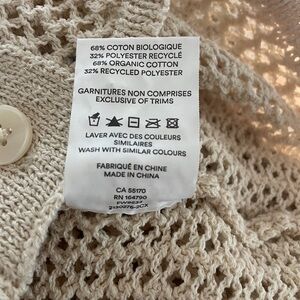 68% COTON BIOLOGIQUE
32% POLYESTER RECYCLÉ
68% ORGANIC COTTON
32% RECYCLED POLYESTER
GARNITURES NON COMPRISES
EXCLUSIVE OF TRIMS
LAVER AVEC DES COULEURS
SIMILAIRES
WASH WITH SIMILAR COLOURS
FABRIQUÉ EN CHINE
MADE IN CHINA
CA 55170
RN 164790